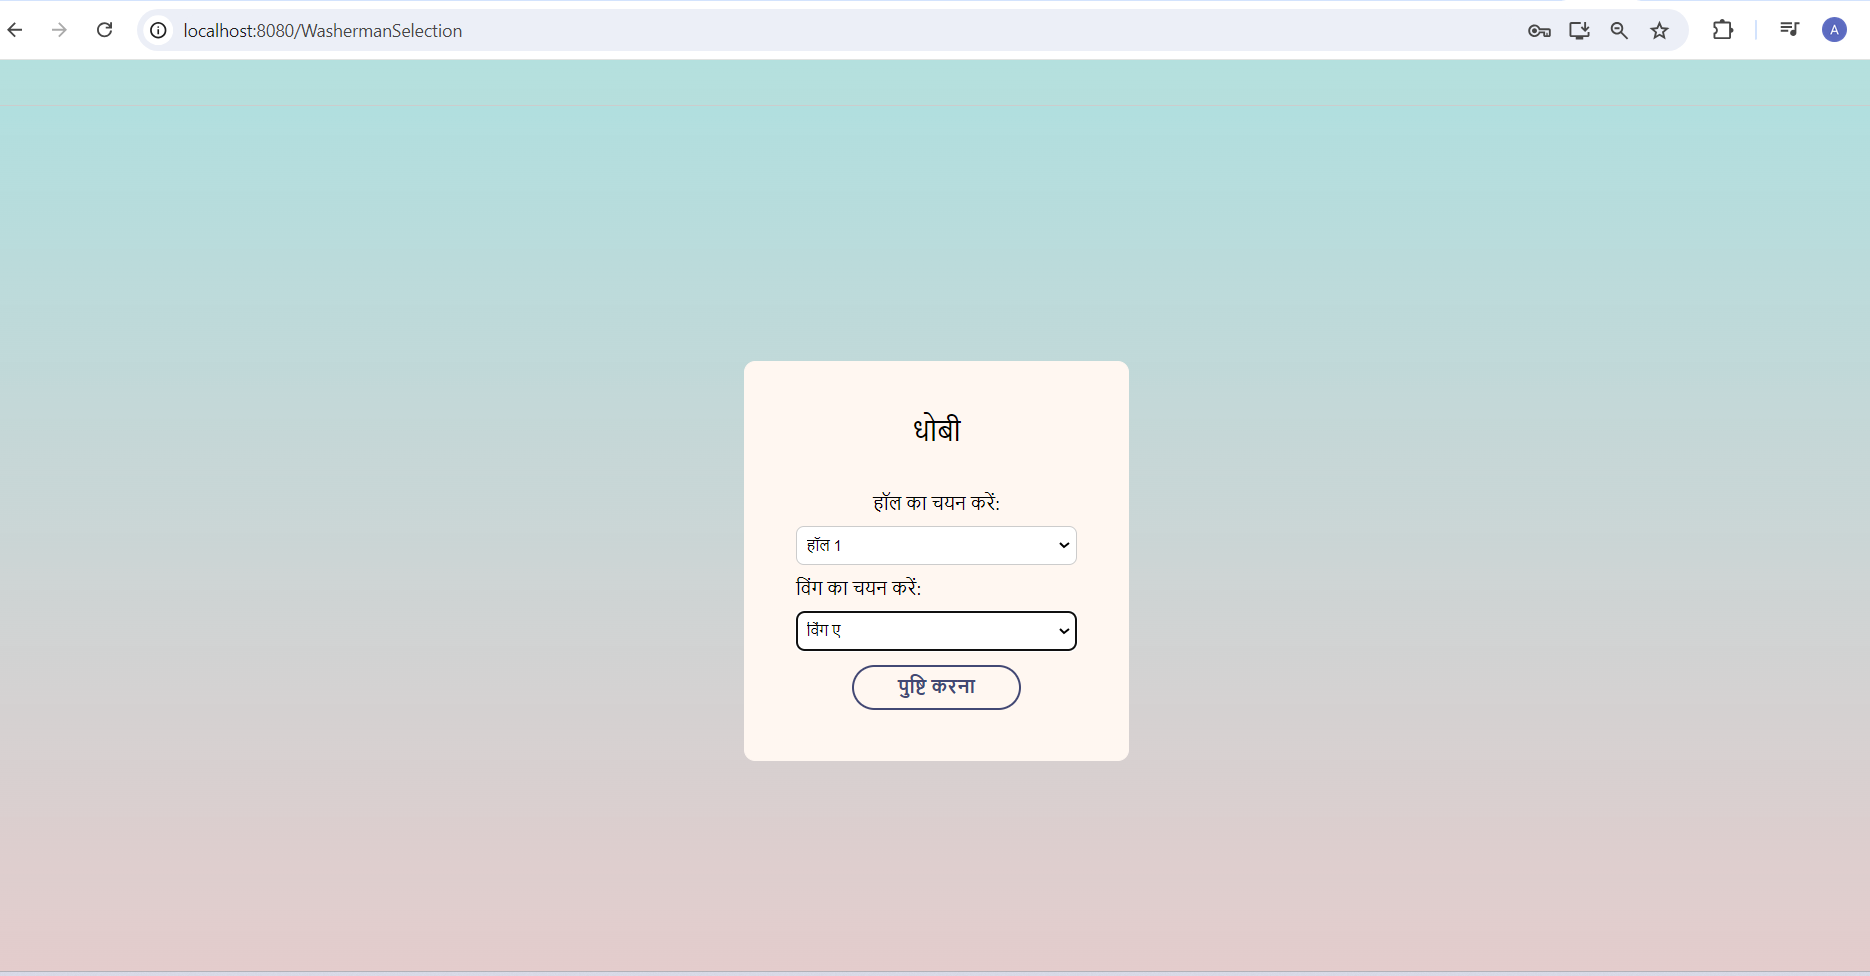 localhost:8080/WashermanSelection
A
धोबी
हॉल का चयन करें:
हॉल 1
विंग का चयन करें:
विंग ए
पुष्टि करना